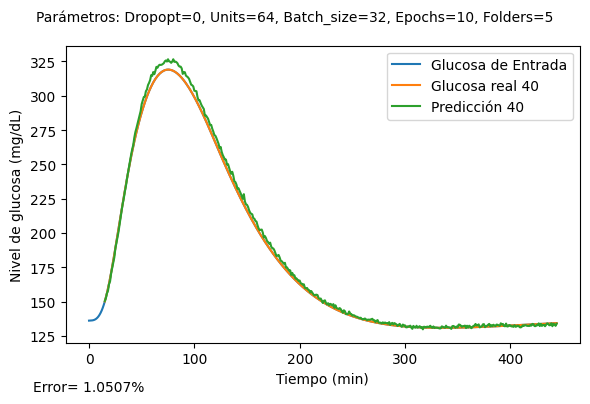 Parámetros: Dropopt=0, Units=64, Batch_size=32, Epochs=10, Folders=5
Glucosa de Entrada
Glucosa real 40
Predicción 40
Nivel de glucosa (mg/dL)
325
300
275
250
225
200
175
150
125
0 100 200 300 400
Tiempo (min)
Error= 1.0507%